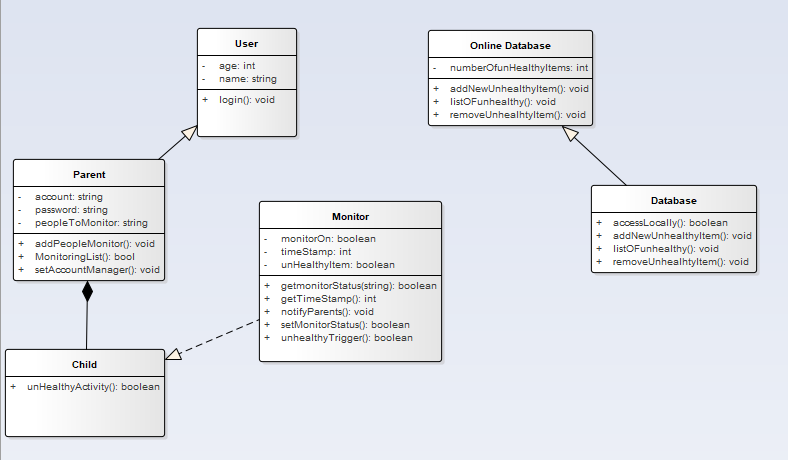 User
- age: int
- name: string
+ login(): void
Online Database
- numberOfunHealthyItems: int
+ addNewUnhealthyItem(): void
+ listOFunhealthy(): void
+ removeUnhealhtyItem(): void
Parent
- account: string
- password: string
- peopleToMonitor: string
+ addPeopleMonitor(): void
+ MonitoringList(): bool
+ setAccountManager(): void
Monitor
- monitorOn: boolean
- timeStamp: int
- unHealthyItem: boolean
+ getmonitorStatus(string): boolean
+ getTimeStamp(): int
+ notifyParents(): void
+ setMonitorStatus(): boolean
+ unhealthyTrigger(): boolean
Database
+ accessLocally(): boolean
+ addNewUnhealthyItem(): void
+ listOFunhealthy(): void
+ removeUnhealhtyItem(): void
Child
+ unHealthyActivity(): boolean